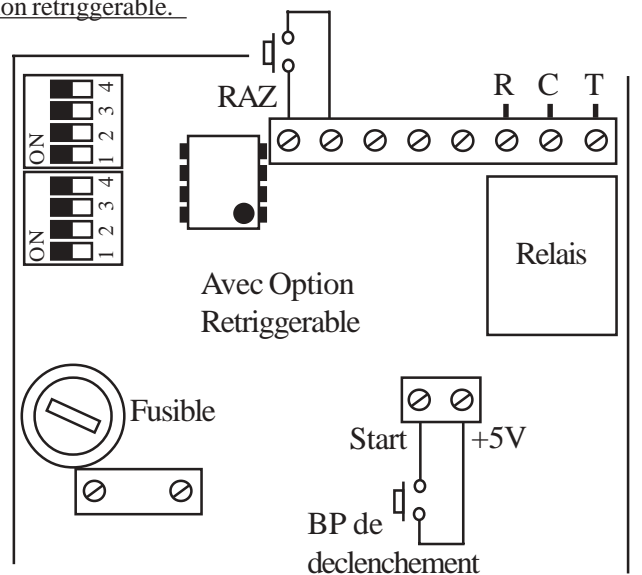 on retriggerable.
RAZ
R C T
4
3
2
ON 1
4
3
2
ON 1
Relais
Avec Option
Retriggerable
Fusible
Start +5V
BP de
declenchement